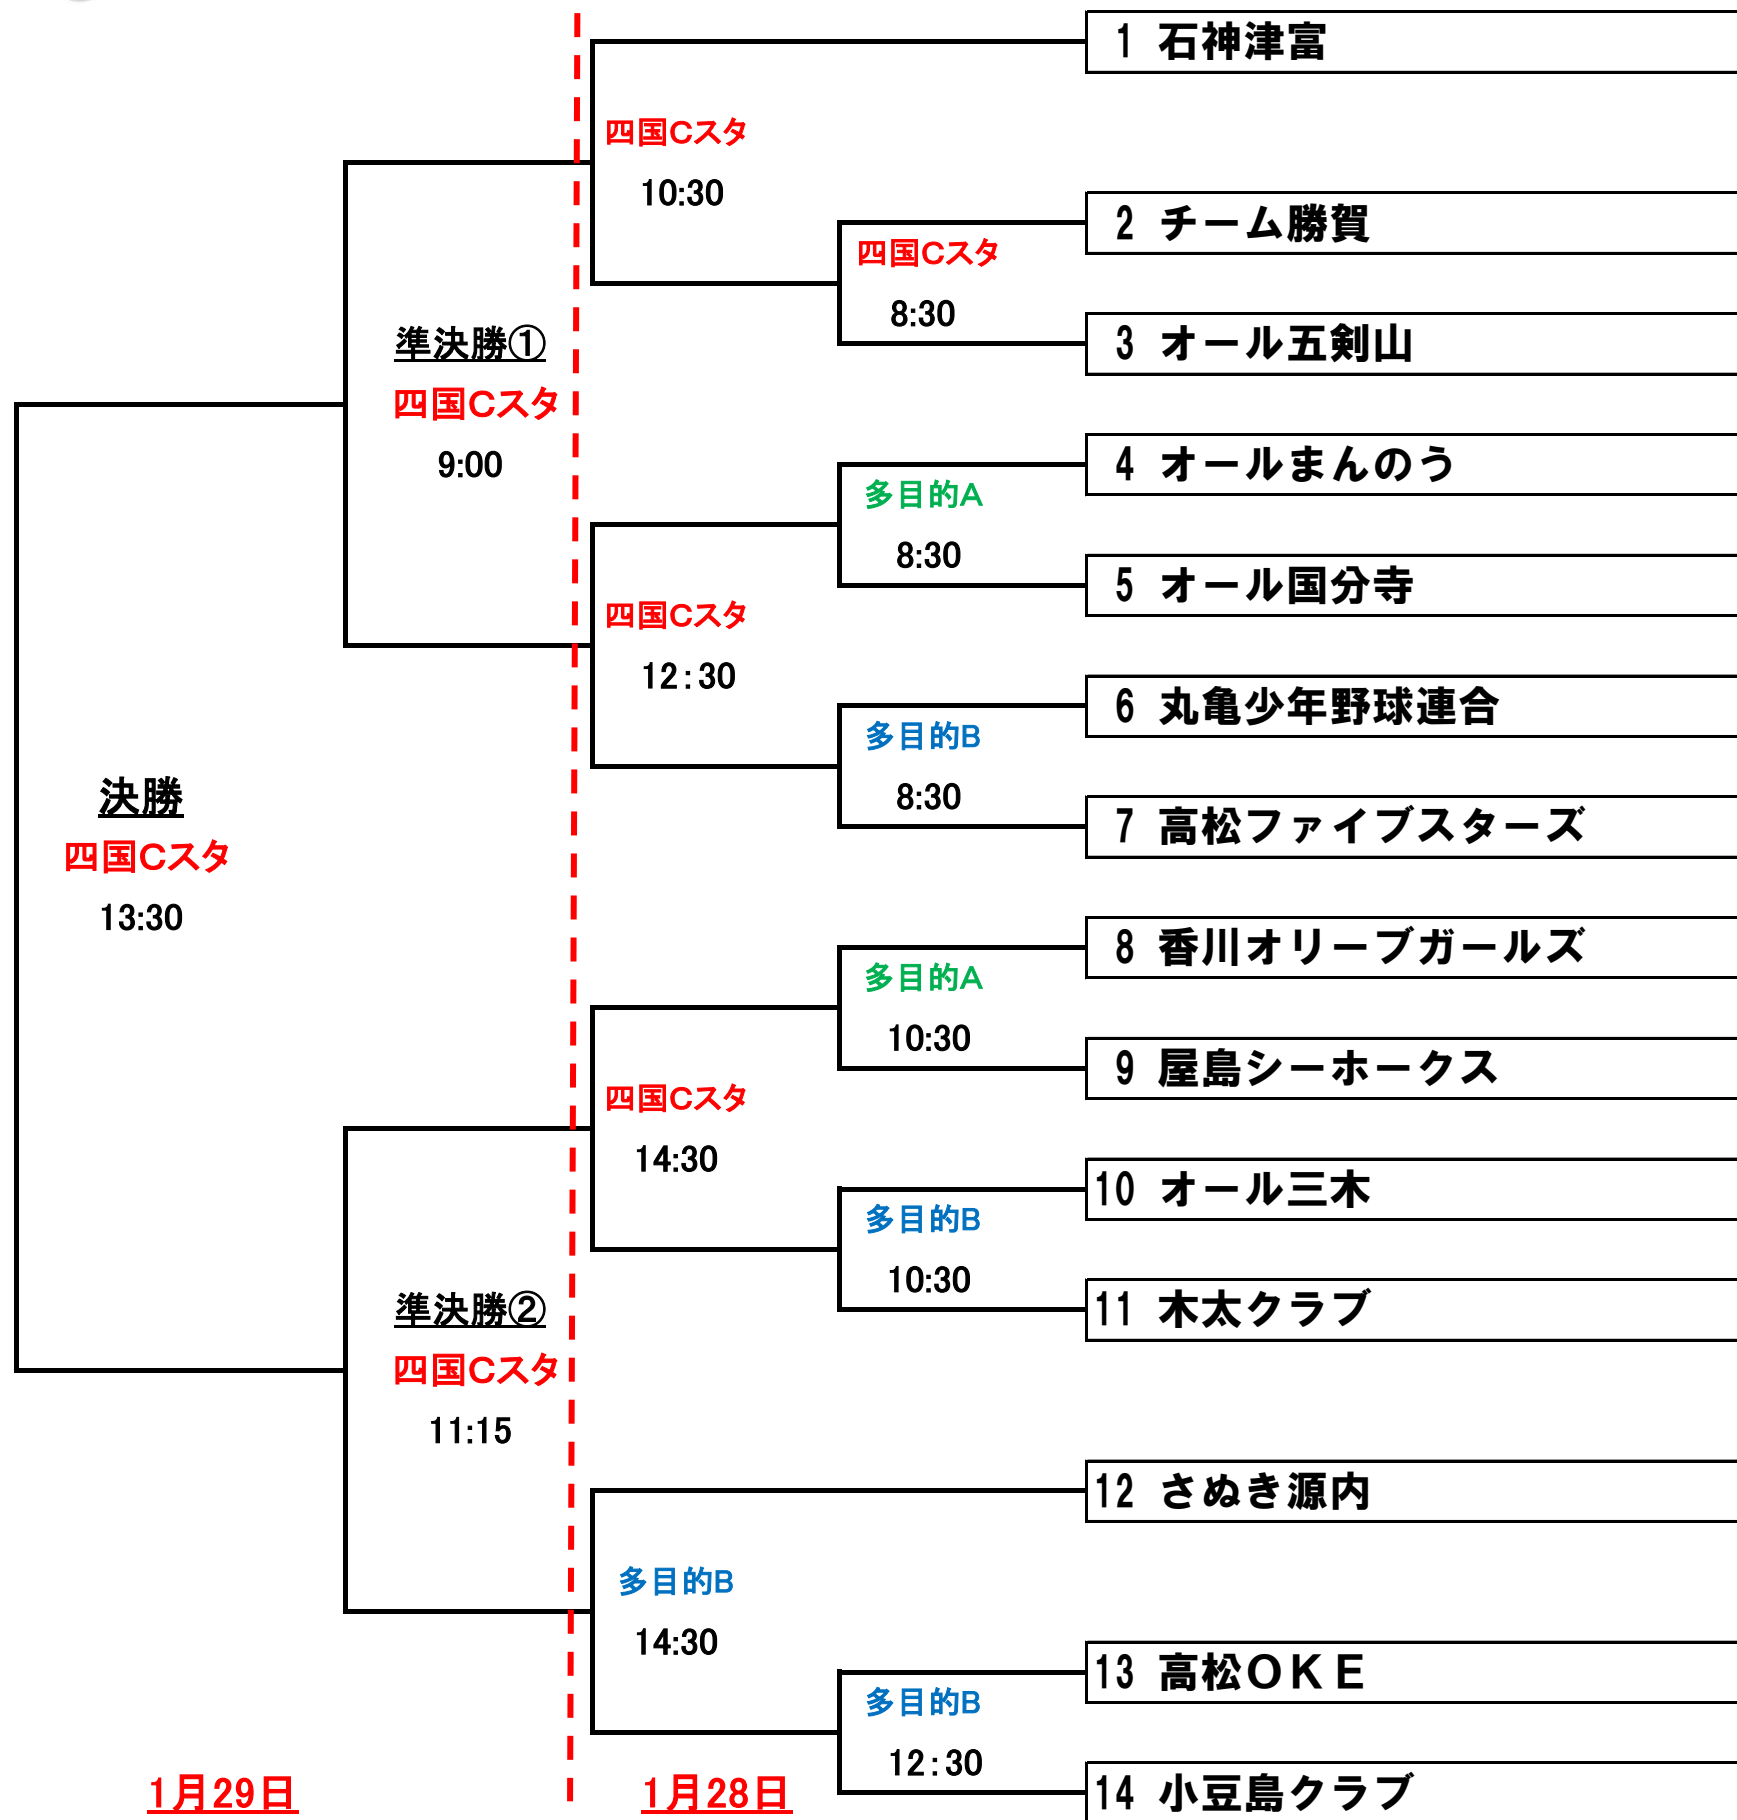 1 石神津富
四国Cスタ
10:30
2 チーム勝賀
四国Cスタ
8:30
3 オール五剣山
準決勝①
四国Cスタ
9:00
4 オールまんのう
多目的A
8:30
5 オール国分寺
四国Cスタ
12:30
6 丸亀少年野球連合
多目的B
8:30
7 高松ファイブスターズ
決勝
四国Cスタ
13:30
8 香川オリーブガールズ
多目的A
10:30
9 屋島シーホークス
四国Cスタ
14:30
10 オール三木
多目的B
10:30
11 木太クラブ
準決勝②
四国Cスタ
11:15
12 さぬき源内
多目的B
14:30
13 高松OKE
多目的B
12:30
14 小豆島クラブ
1月29日
1月28日